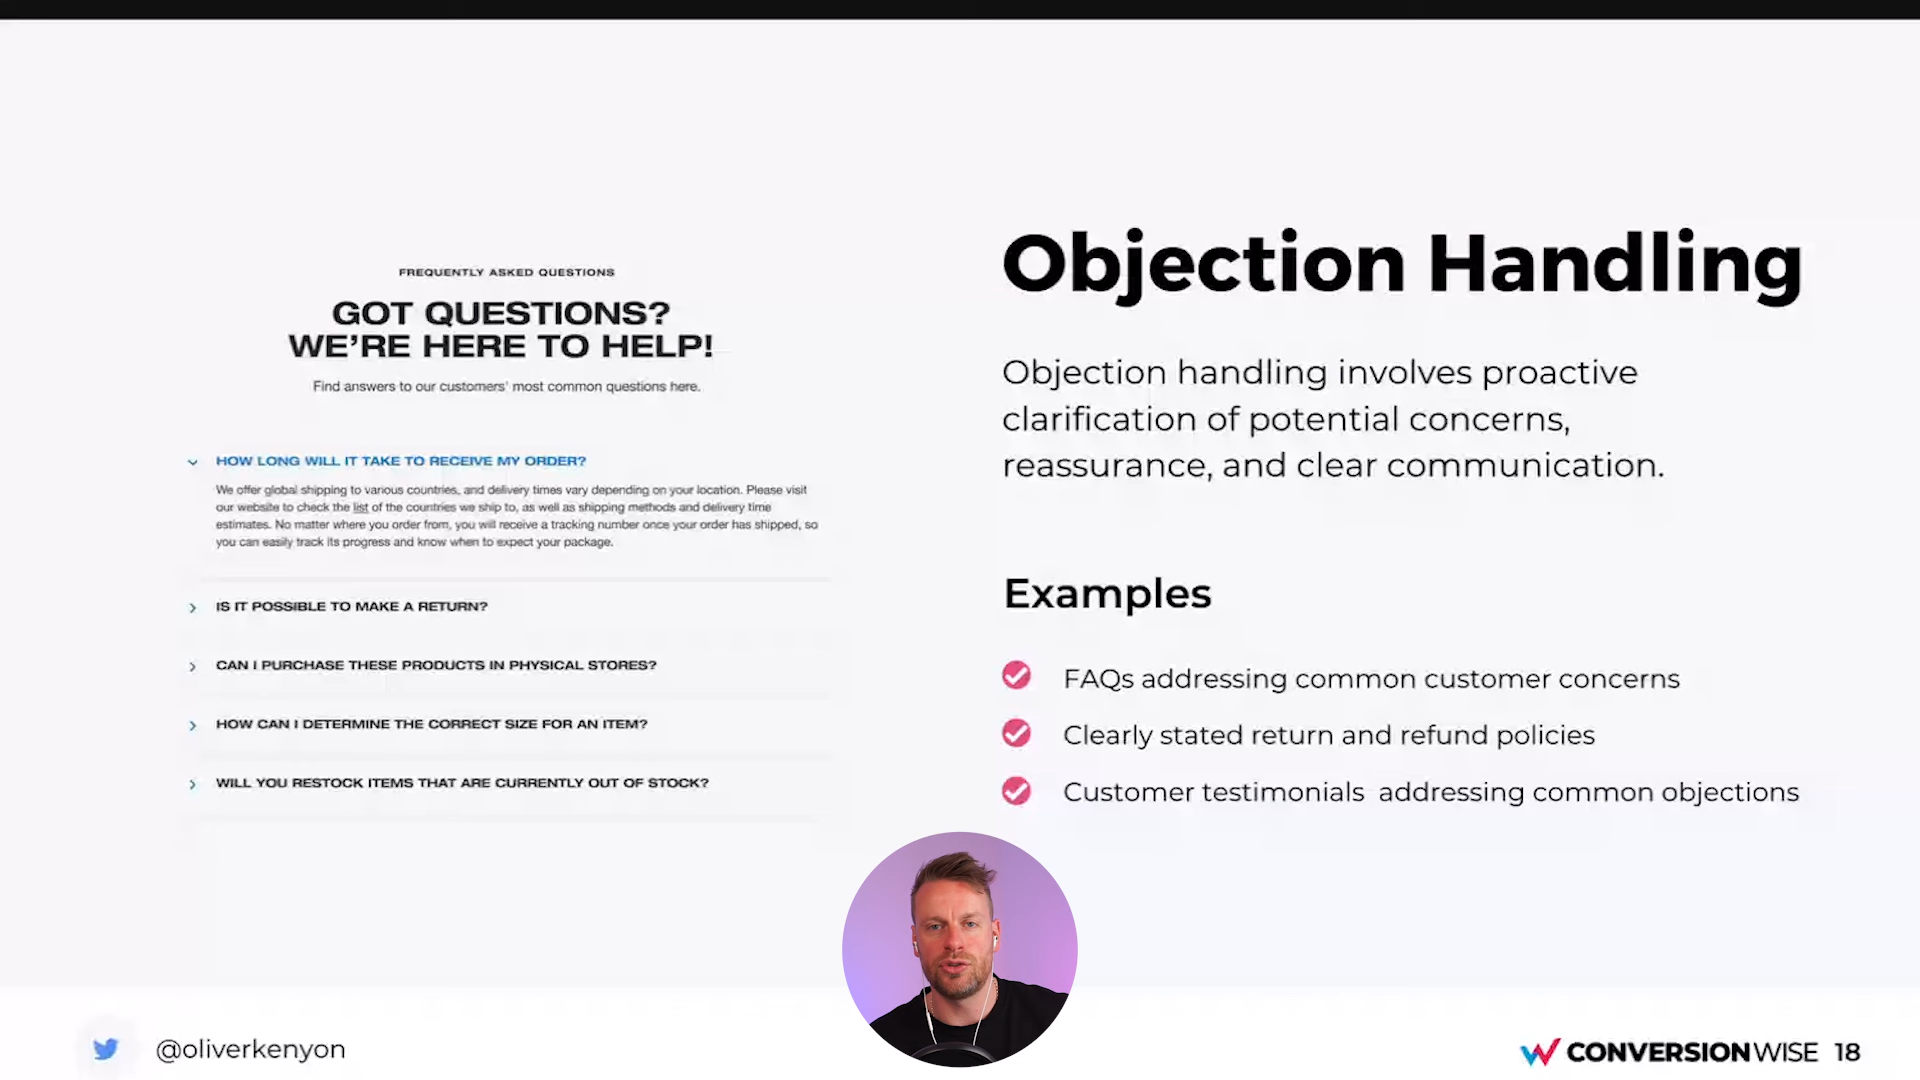 FREQUENTLY ASKED QUESTIONS
GOT QUESTIONS?
WE'RE HERE TO HELP!
Find answers to our customers' most common questions here.
HOW LONG WILL IT TAKE TO RECEIVE MY ORDER?
We offer global shipping to various countries, and delivery times vary depending on your location. Please visit
our website to check the list of the countries we ship to, as well as shipping methods and delivery time
estimates. No matter where you order from, you will receive a tracking number once your order has shipped, so
you can easily track its progress and know when to expect your package.
IS IT POSSIBLE TO MAKE A RETURN?
CAN I PURCHASE THESE PRODUCTS IN PHYSICAL STORES?
HOW CAN I DETERMINE THE CORRECT SIZE FOR AN ITEM?
WILL YOU RESTOCK ITEMS THAT ARE CURRENTLY OUT OF STOCK?
Objection Handling
Objection handling involves proactive
clarification of potential concerns,
reassurance, and clear communication.
Examples
FAQs addressing common customer concerns
Clearly stated return and refund policies
Customer testimonials addressing common objections
@oliverkenyon
CONVERSIONWISE 18